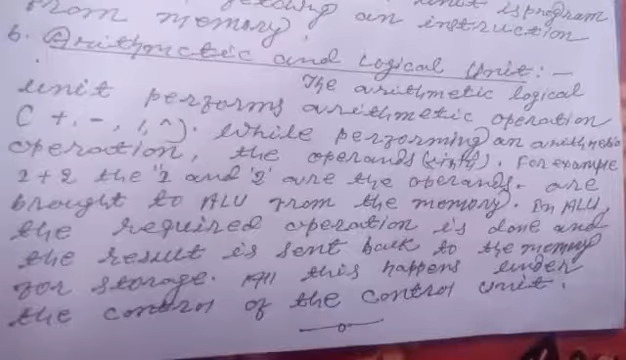 from memory. an instruction
6. Arithmetic and Logical Unit : -
The arithmetic logical
unit performs arithmetic operation
( +, -, /, ^). While performing an arithmetic
operation, the operands . For example
2 + 2 the '2' and '2' are the operands. are
brought to ALU from the memory. In ALU,
the required operation is done and
the result is sent back to the memory
for storage. All this happens under
the control of the control unit.